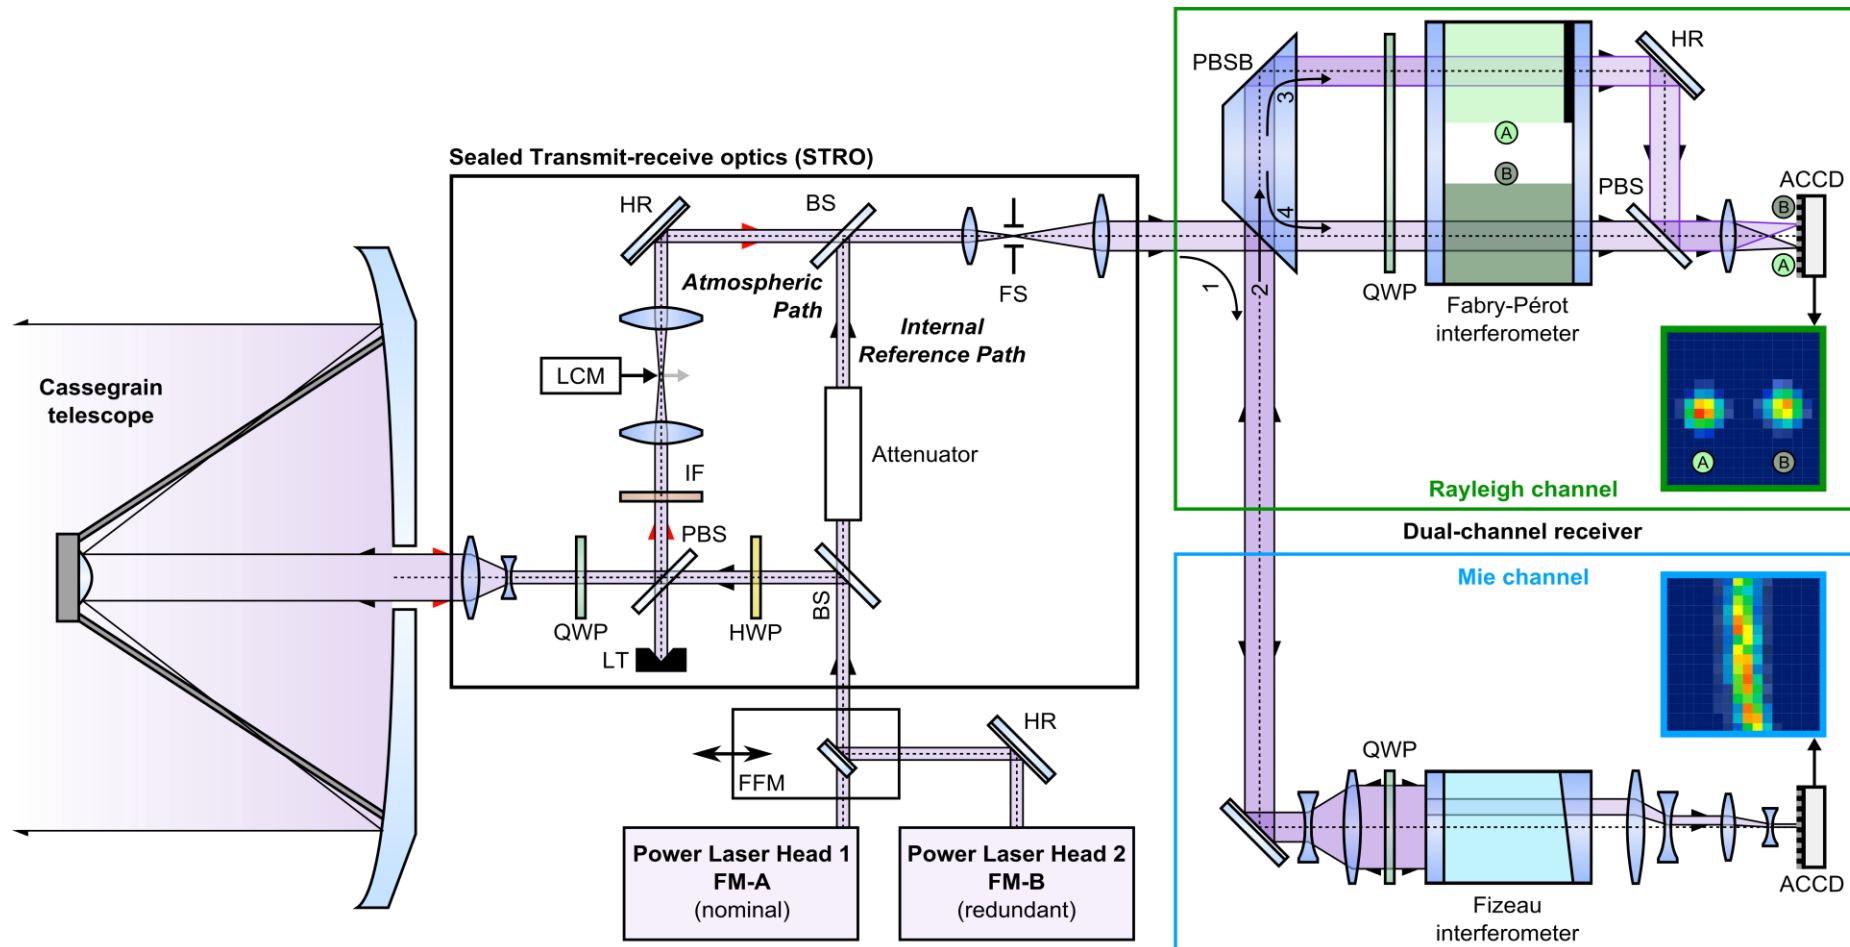 Sealed Transmit-receive optics (STRO)
HR
BS
Atmospheric
Path
FS
Internal
Reference Path
LCM
Attenuator
IF
PBS
QWP
HWP
BS
LT
Cassegrain
telescope
FFM
HR
Power Laser Head 1
FM-A
(nominal)
Power Laser Head 2
FM-B
(redundant)
PBSB
HR
3
A
B
PBS
ACCD
B
4
1
2
QWP
A
Fabry-Pérot
interferometer
A
B
Rayleigh channel
Dual-channel receiver
Mie channel
QWP
Fizeau
interferometer
ACCD